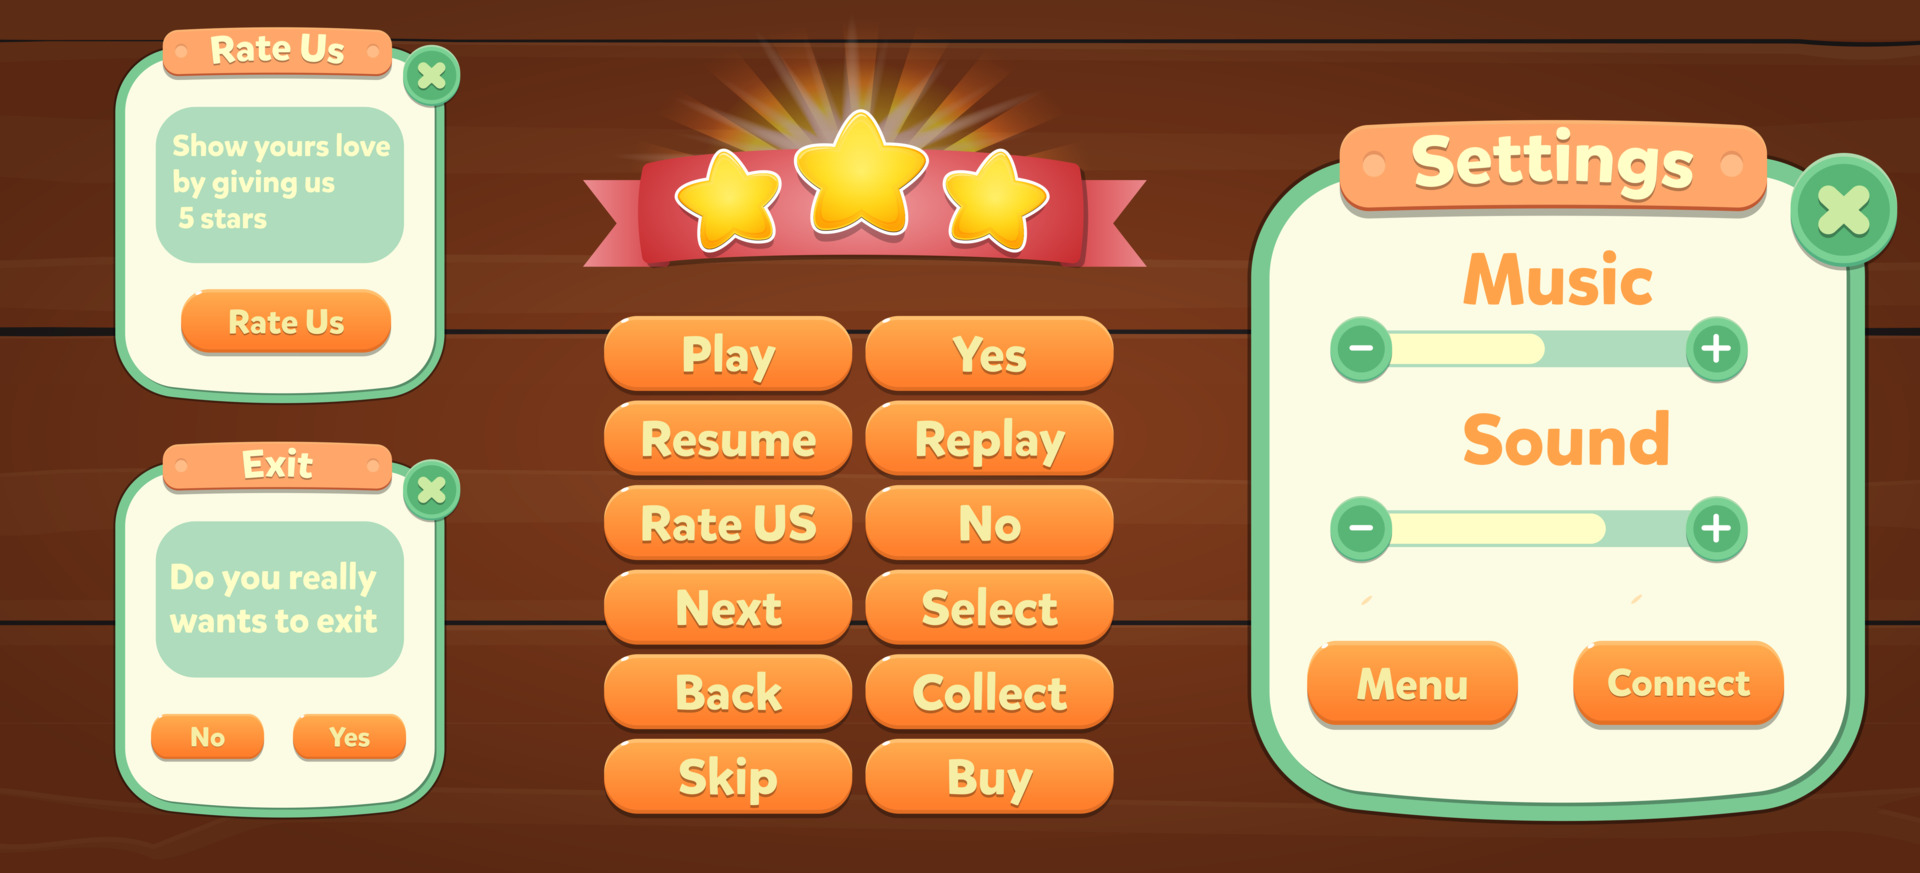 Rate Us
Show yours love
by giving us
5 stars
Rate Us
Exit
Do you really
wants to exit
No
Yes
Play
Yes
Resume
Replay
Rate US
No
Next
Select
Back
Collect
Skip
Buy
Settings
Music
Sound
Menu
Connect